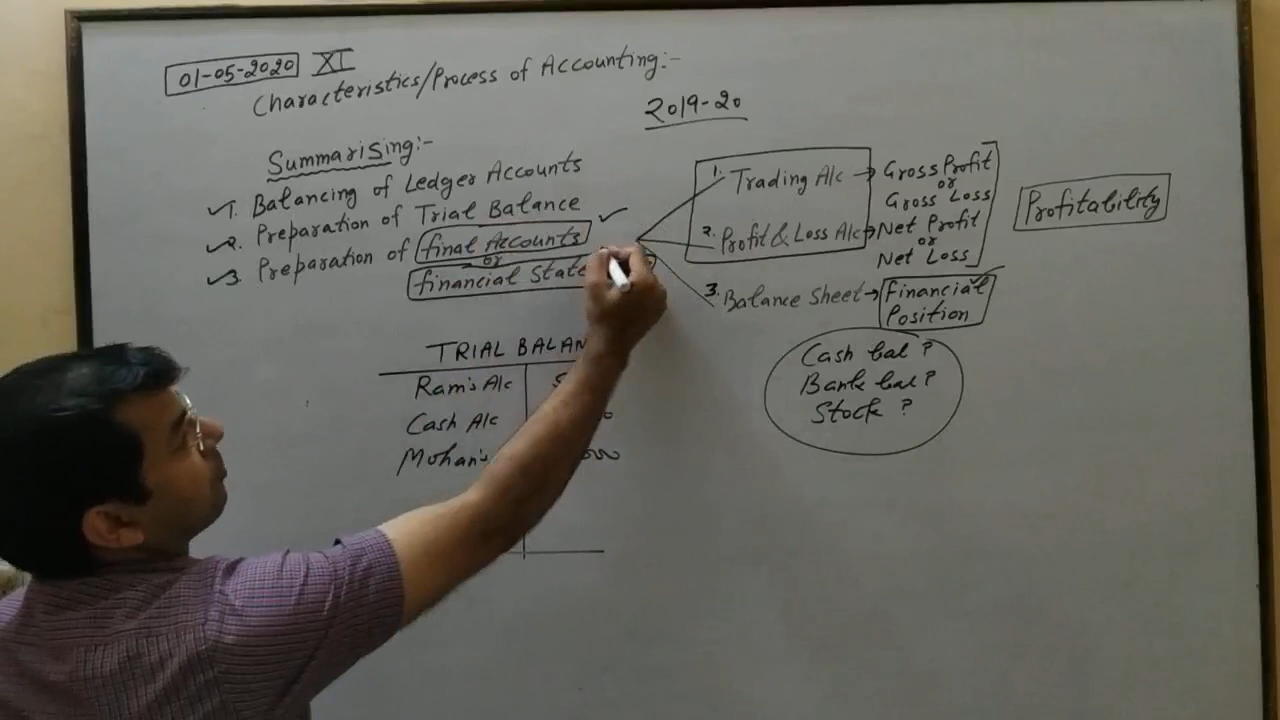 01-05-2020 XI
Characteristics/Process of Accounting:-
2019-20
Summarising:-
1. Balancing of Ledger Accounts
2. Preparation of Trial Balance
3. Preparation of final Accounts
or
financial
1. Trading A/c → Gross Profit
or
Gross Loss
2. Profit & Loss A/c → Net Profit
or
Net Loss
Profitability
3. Balance Sheet → Financial
Position
Cash bal ?
Bank bal ?
Stock ?
TRIAL
Ram's A/c
Cash A/c
Mohan's